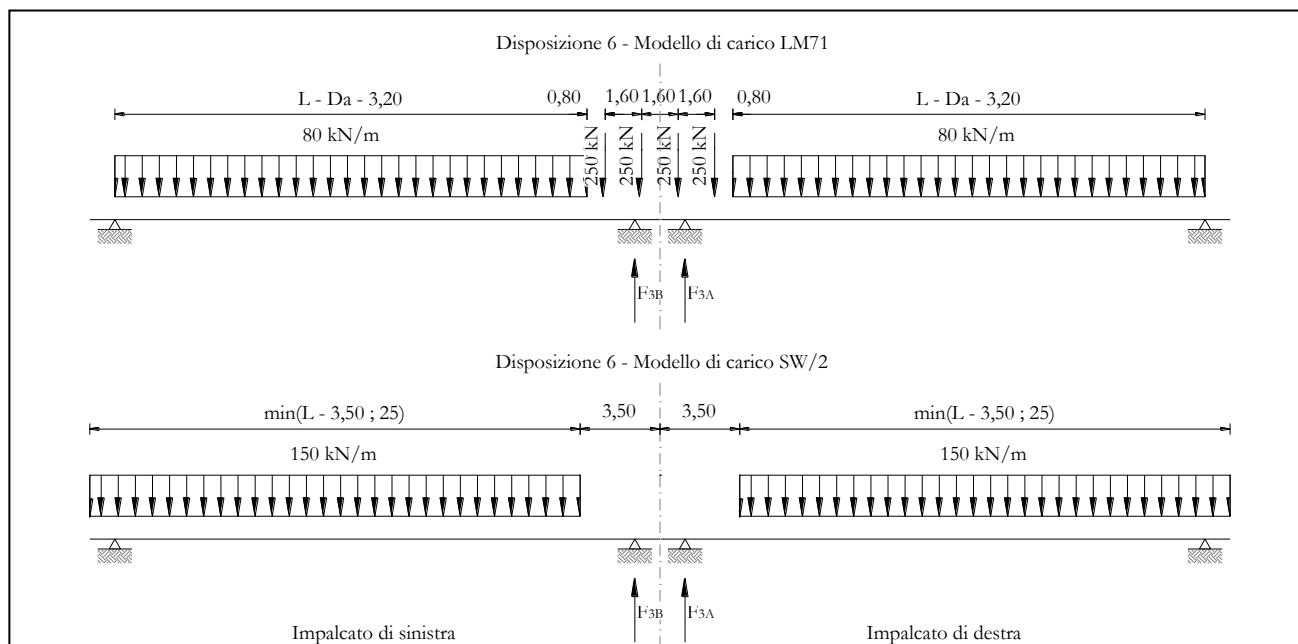 Disposizione 6 - Modello di carico LM71
L - Da - 3,20 0,80 1,60 1,60 1,60 0,80 L - Da - 3,20
80 kN/m 250 kN 250 kN 250 kN 250 kN 80 kN/m
F3B F3A
Disposizione 6 - Modello di carico SW/2
min(L - 3,50 ; 25) 3,50 3,50 min(L - 3,50 ; 25)
150 kN/m 150 kN/m
F3B F3A
Impalcato di sinistra Impalcato di destra